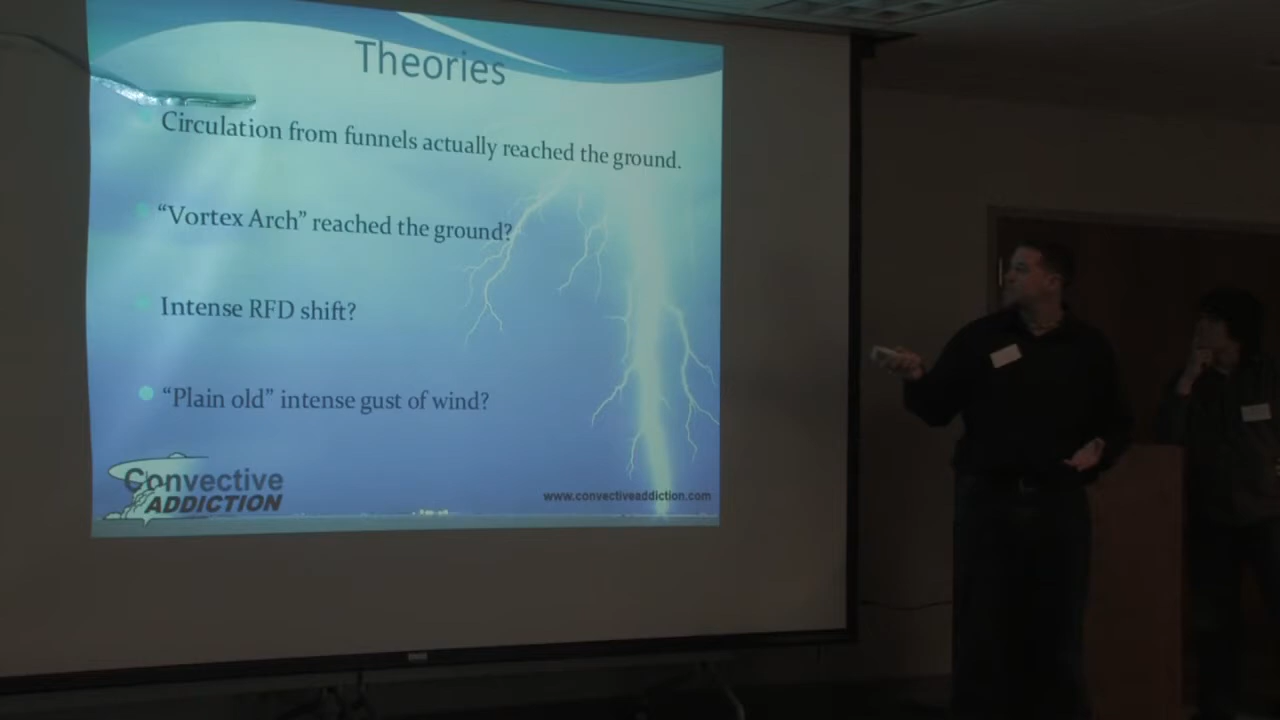 Theories
Circulation from funnels actually reached the ground.
“Vortex Arch” reached the ground?
Intense RFD shift?
“Plain old” intense gust of wind?
Convective
ADDICTION
www.convectiveaddiction.com